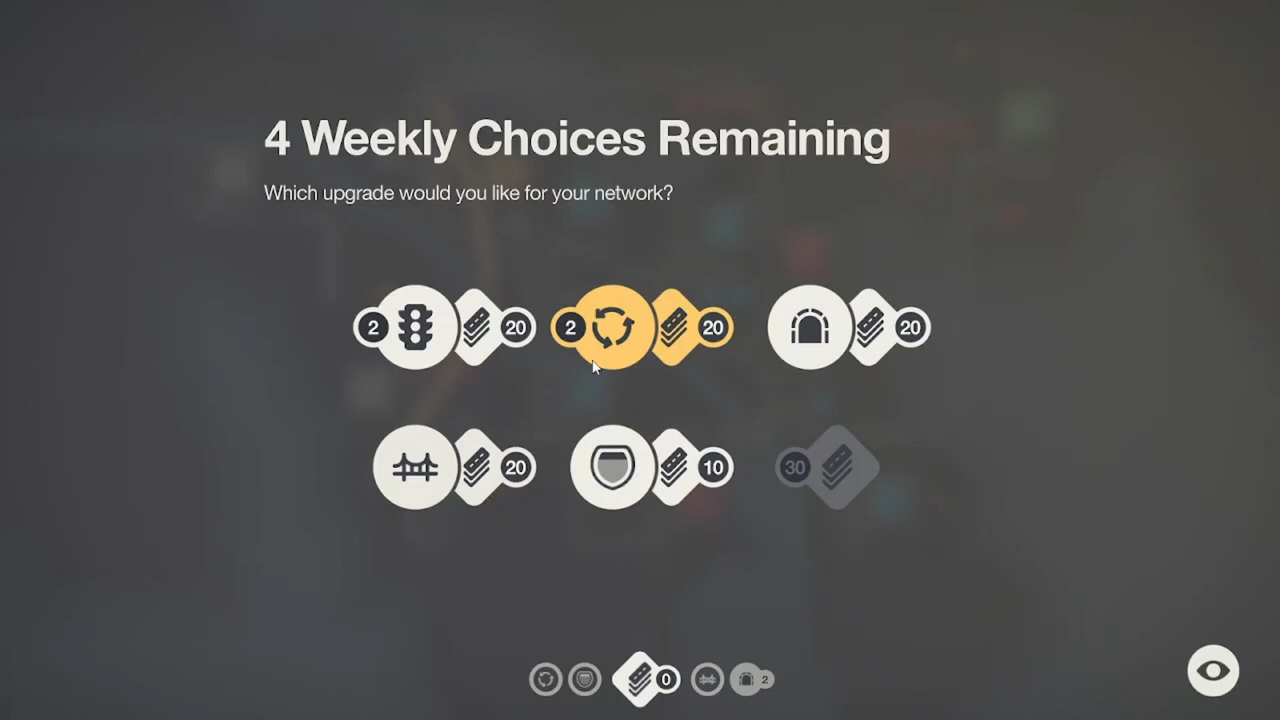 4 Weekly Choices Remaining
Which upgrade would you like for your network?
2 20 2 20 20
20 10 30
0 2